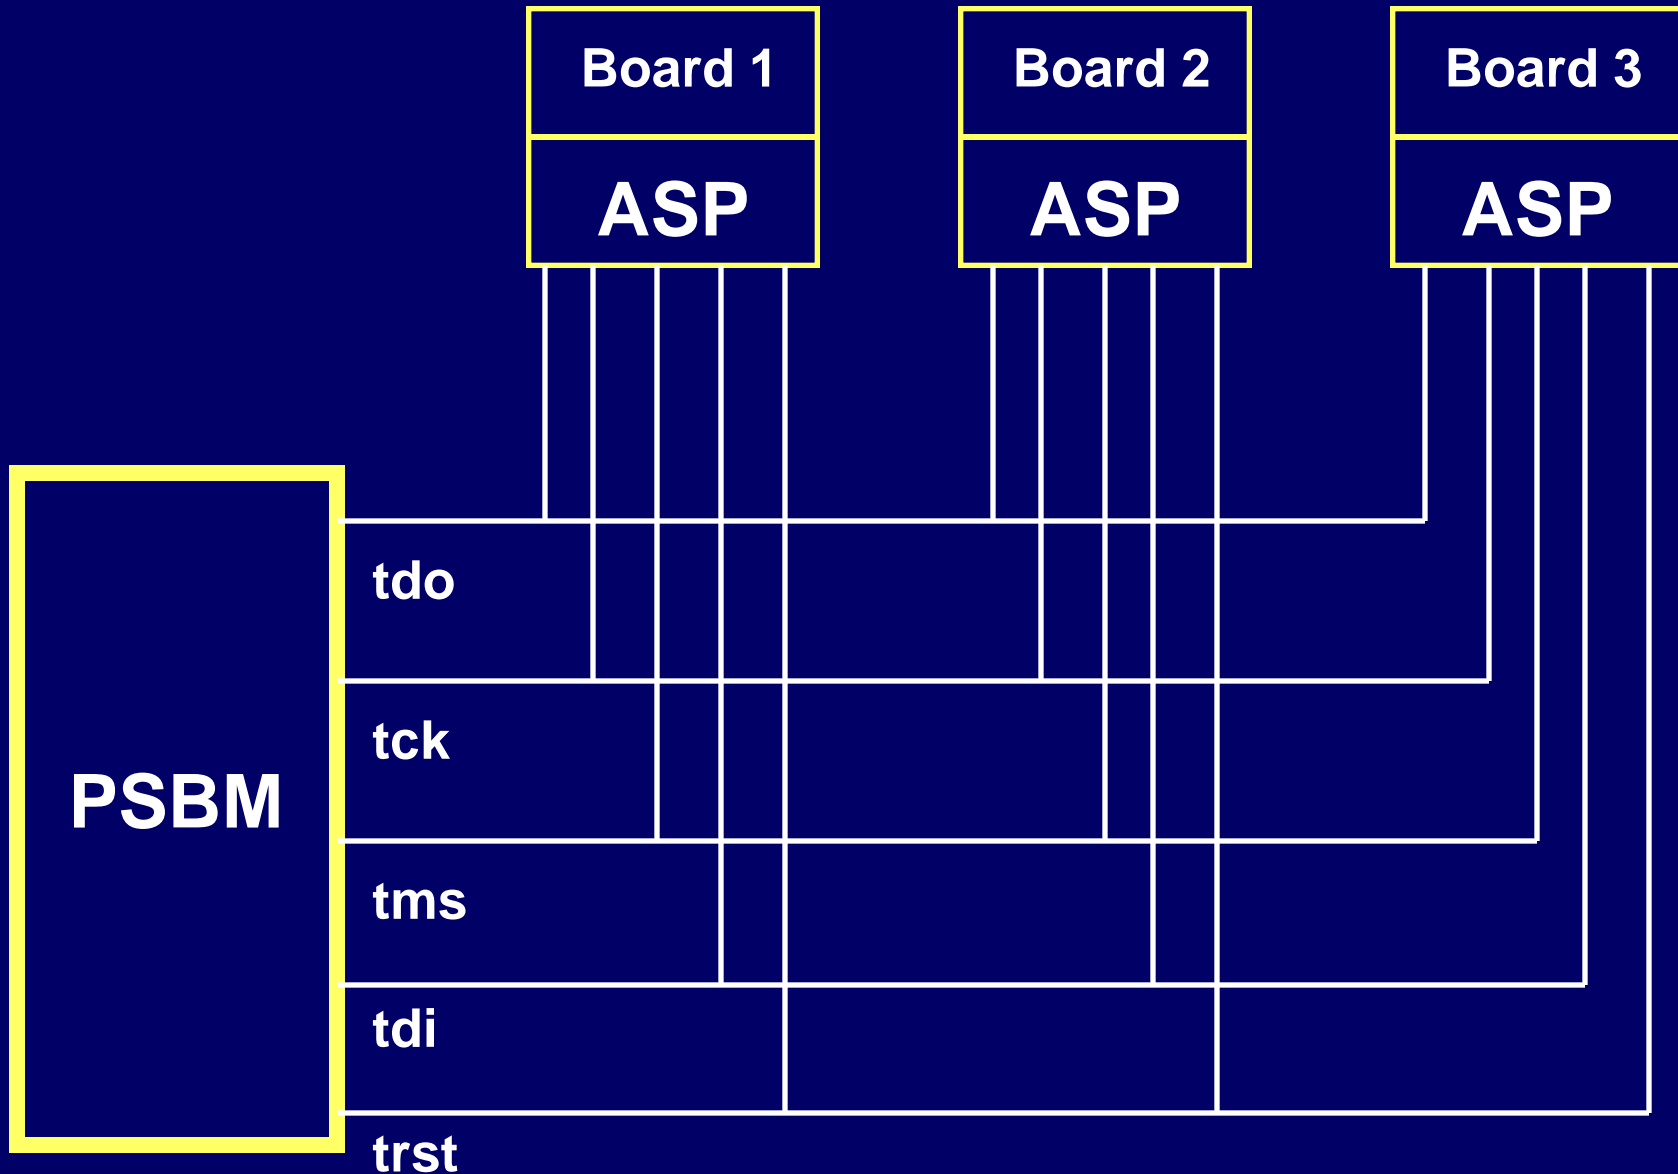 Board 1
Board 2
Board 3
ASP
ASP
ASP
tdo
tck
PSBM
tms
tdi
trst